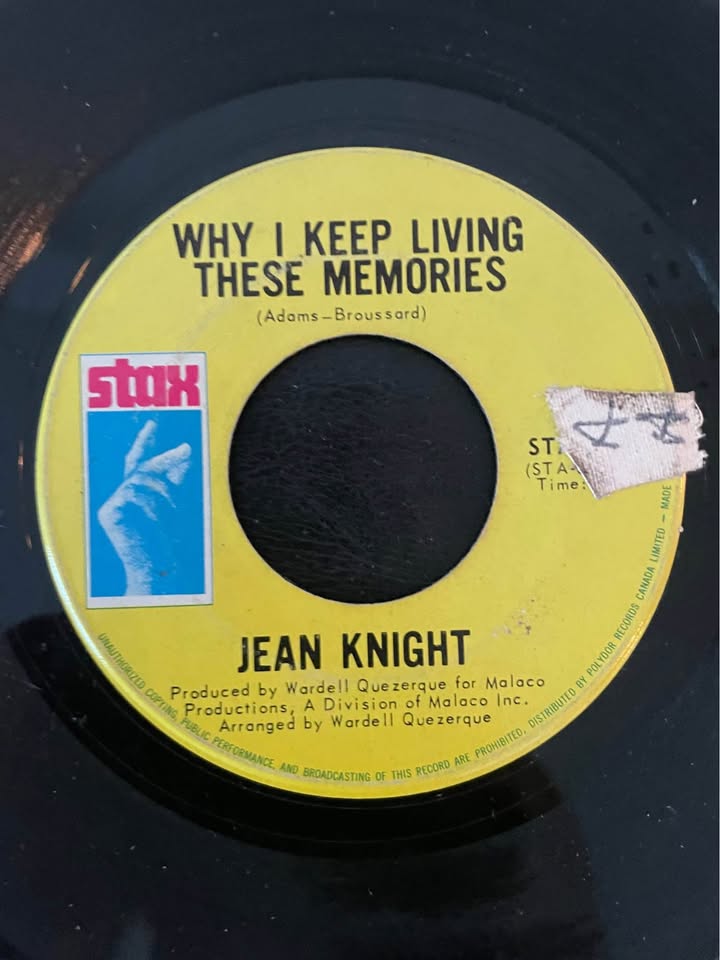 WHY I KEEP LIVING
THESE MEMORIES
(Adams–Broussard)
stax
(STA-
Time:
JEAN KNIGHT
Produced by Wardell Quezerque for Malaco
Productions, A Division of Malaco Inc.
Arranged by Wardell Quezerque
UNAUTHORIZED COPYING, PUBLIC PERFORMANCE, AND BROADCASTING OF THIS RECORD ARE PROHIBITED, DISTRIBUTED BY POLYDOR RECORDS CANADA LIMITED – MADE